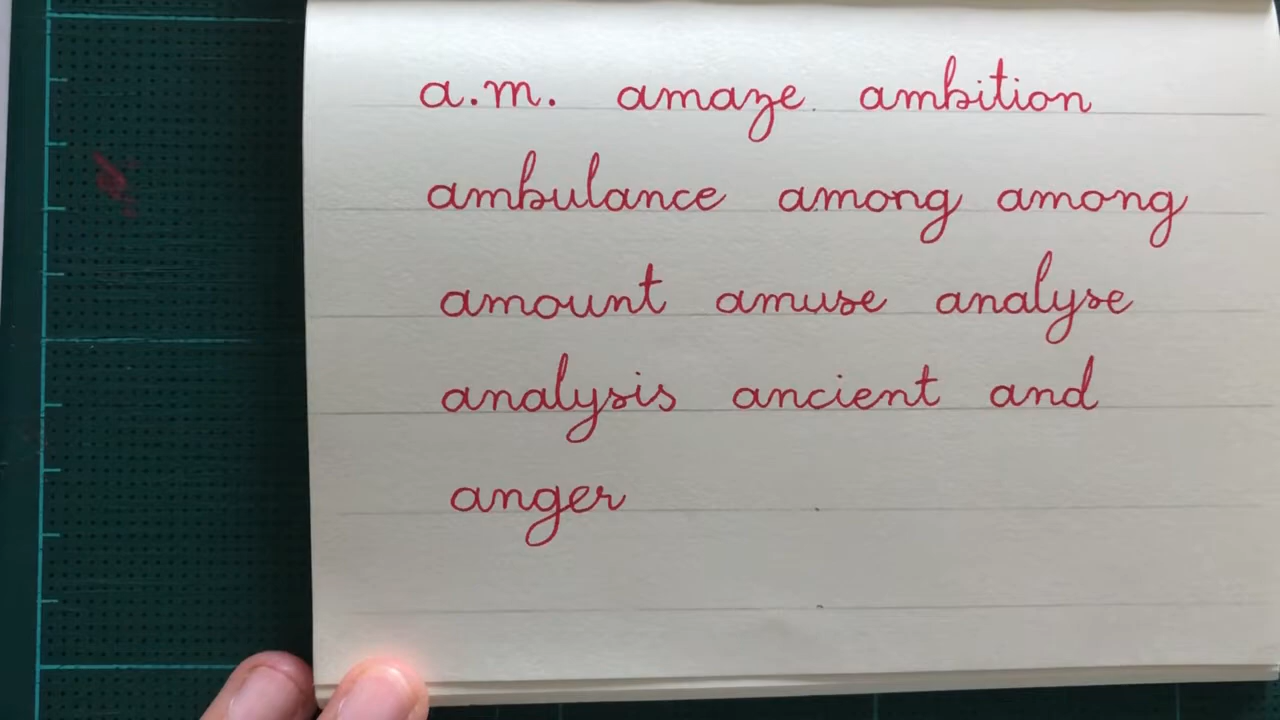 a.m. amaze ambition
ambulance among among
amount amuse analyse
analysis ancient and
anger